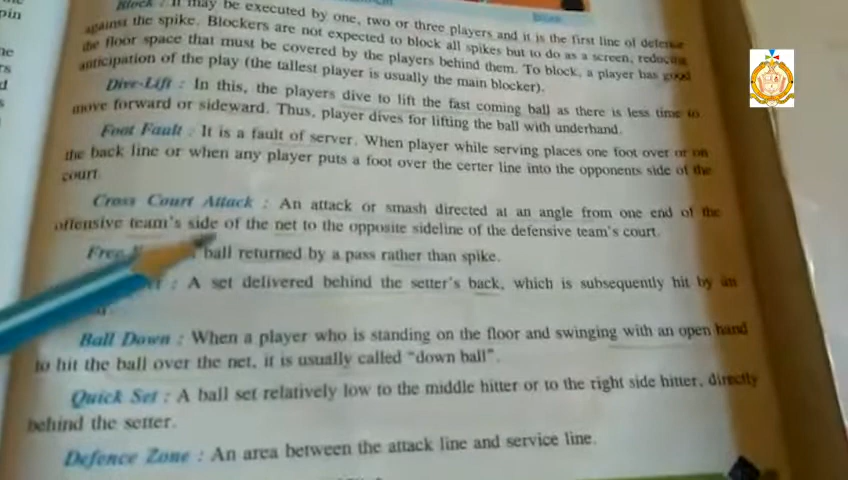 Block : It may be executed by one, two or three players and it is the first line of defense
against the spike. Blockers are not expected to block all spikes but to do as a screen, reducing
the floor space that must be covered by the players behind them. To block, a player has good
anticipation of the play (the tallest player is usually the main blocker).
Dive-Lift : In this, the players dive to lift the fast coming ball as there is less time to
move forward or sideward. Thus, player dives for lifting the ball with underhand.
Foot Fault : It is a fault of server. When player while serving places one foot over or on
the back line or when any player puts a foot over the certer line into the opponents side of the
court.
Cross Court Attack : An attack or smash directed at an angle from one end of the
offensive team's side of the net to the opposite sideline of the defensive team's court.
Free ball returned by a pass rather than spike.
: A set delivered behind the setter's back, which is subsequently hit by an
Ball Down : When a player who is standing on the floor and swinging with an open hand
to hit the ball over the net, it is usually called "down ball".
Quick Set : A ball set relatively low to the middle hitter or to the right side hitter, directly
behind the setter.
Defence Zone : An area between the attack line and service line.